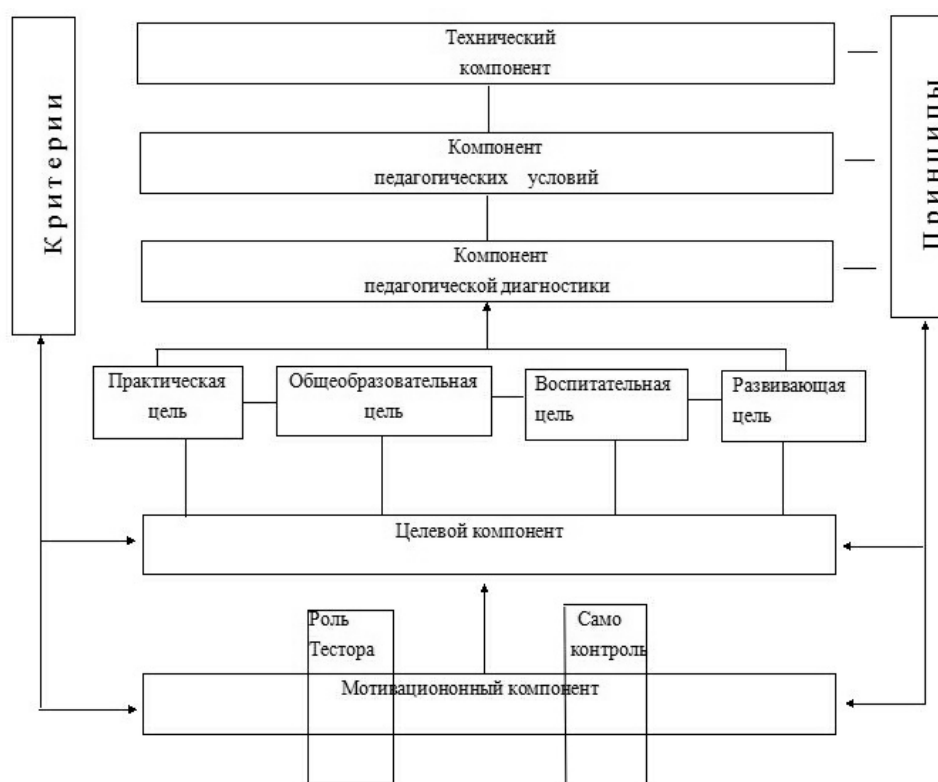 Технический
компонент
Критерии
Принципы
Компонент
педагогических условий
Компонент
педагогической диагностики
Практическая
цель
Общеобразовательная
цель
Воспитательная
цель
Развивающая
цель
Целевой компонент
Роль
Тестора
Само
контроль
Мотивациононный компонент